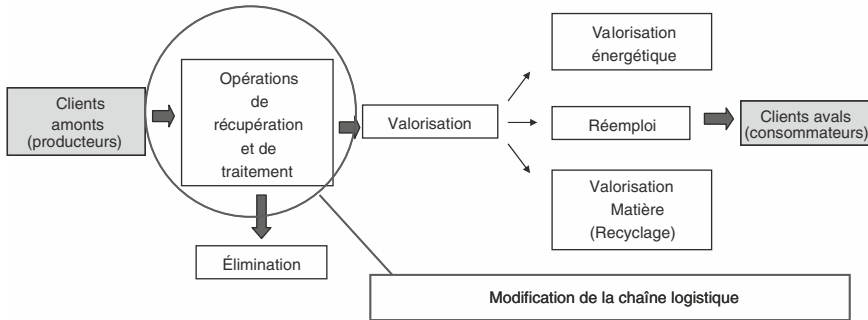 Clients
amonts
(producteurs)
Opérations
de
récupération
et de
traitement
Élimination
Valorisation
Valorisation
énergétique
Réemploi
Valorisation
Matière
(Recyclage)
Clients avals
(consommateurs)
Modification de la chaîne logistique